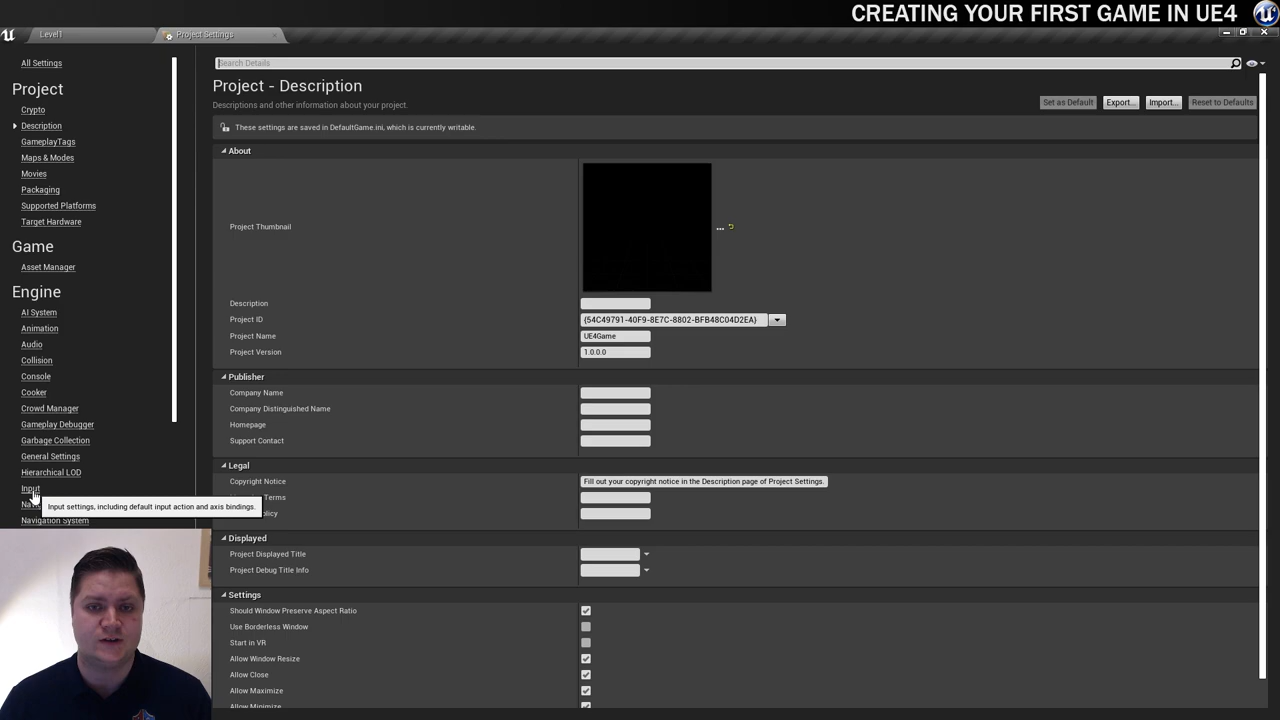 CREATING YOUR FIRST GAME IN UE4
Level1
Project Settings
All Settings
Search Details
Project
Crypto
Description
GameplayTags
Maps & Modes
Movies
Packaging
Supported Platforms
Target Hardware
Game
Asset Manager
Engine
AI System
Animation
Audio
Collision
Console
Cooker
Crowd Manager
Gameplay Debugger
Garbage Collection
General Settings
Hierarchical LOD
Input
Input settings, including default input action and axis bindings.
Navigation System
Project - Description
Descriptions and other information about your project.
Set as Default
Export...
Import...
Reset to Defaults
These settings are saved in DefaultGame.ini, which is currently writable.
About
Project Thumbnail
Description
Project ID
{54C49791-40F9-8E7C-8802-BFB48C04D2EA}
Project Name
UE4Game
Project Version
1.0.0.0
Publisher
Company Name
Company Distinguished Name
Homepage
Support Contact
Legal
Copyright Notice
Fill out your copyright notice in the Description page of Project Settings.
Terms
Displayed
Project Displayed Title
Project Debug Title Info
Settings
Should Window Preserve Aspect Ratio
Use Borderless Window
Start in VR
Allow Window Resize
Allow Close
Allow Maximize
Allow Minimize